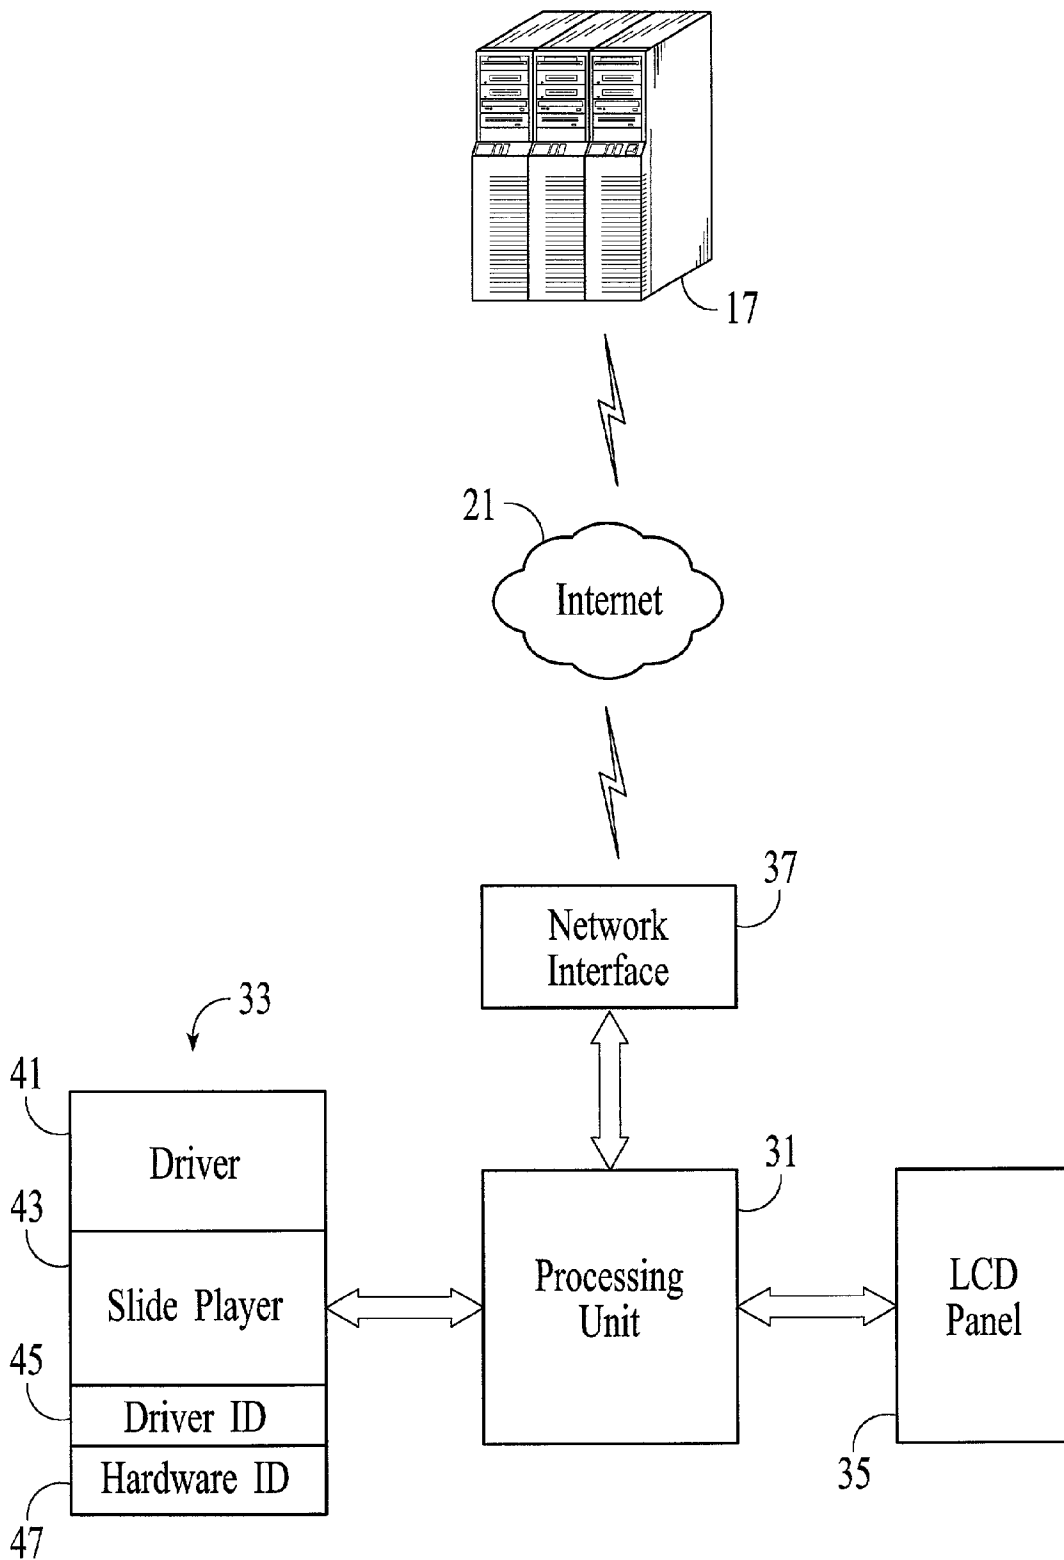 17
21
Internet
37
Network
Interface
33
41
Driver
43
Slide Player
45
Driver ID
Hardware ID
47
31
Processing
Unit
LCD
Panel
35